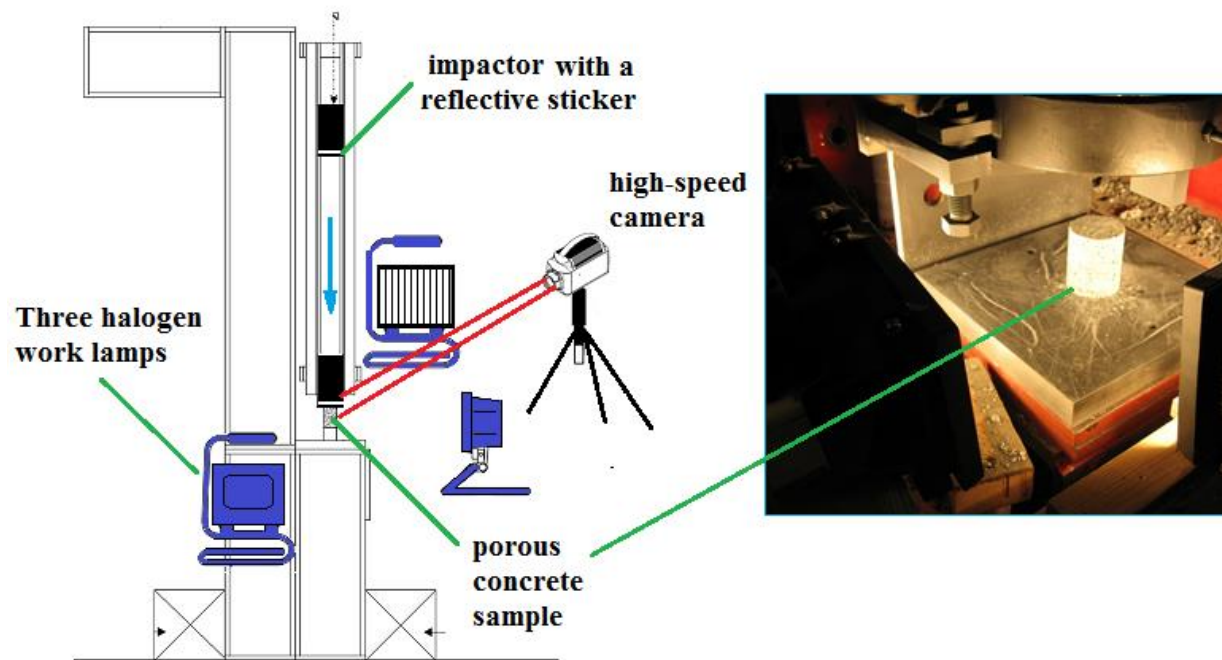 impactor with a
reflective sticker
high-speed
camera
Three halogen
work lamps
porous
concrete
sample